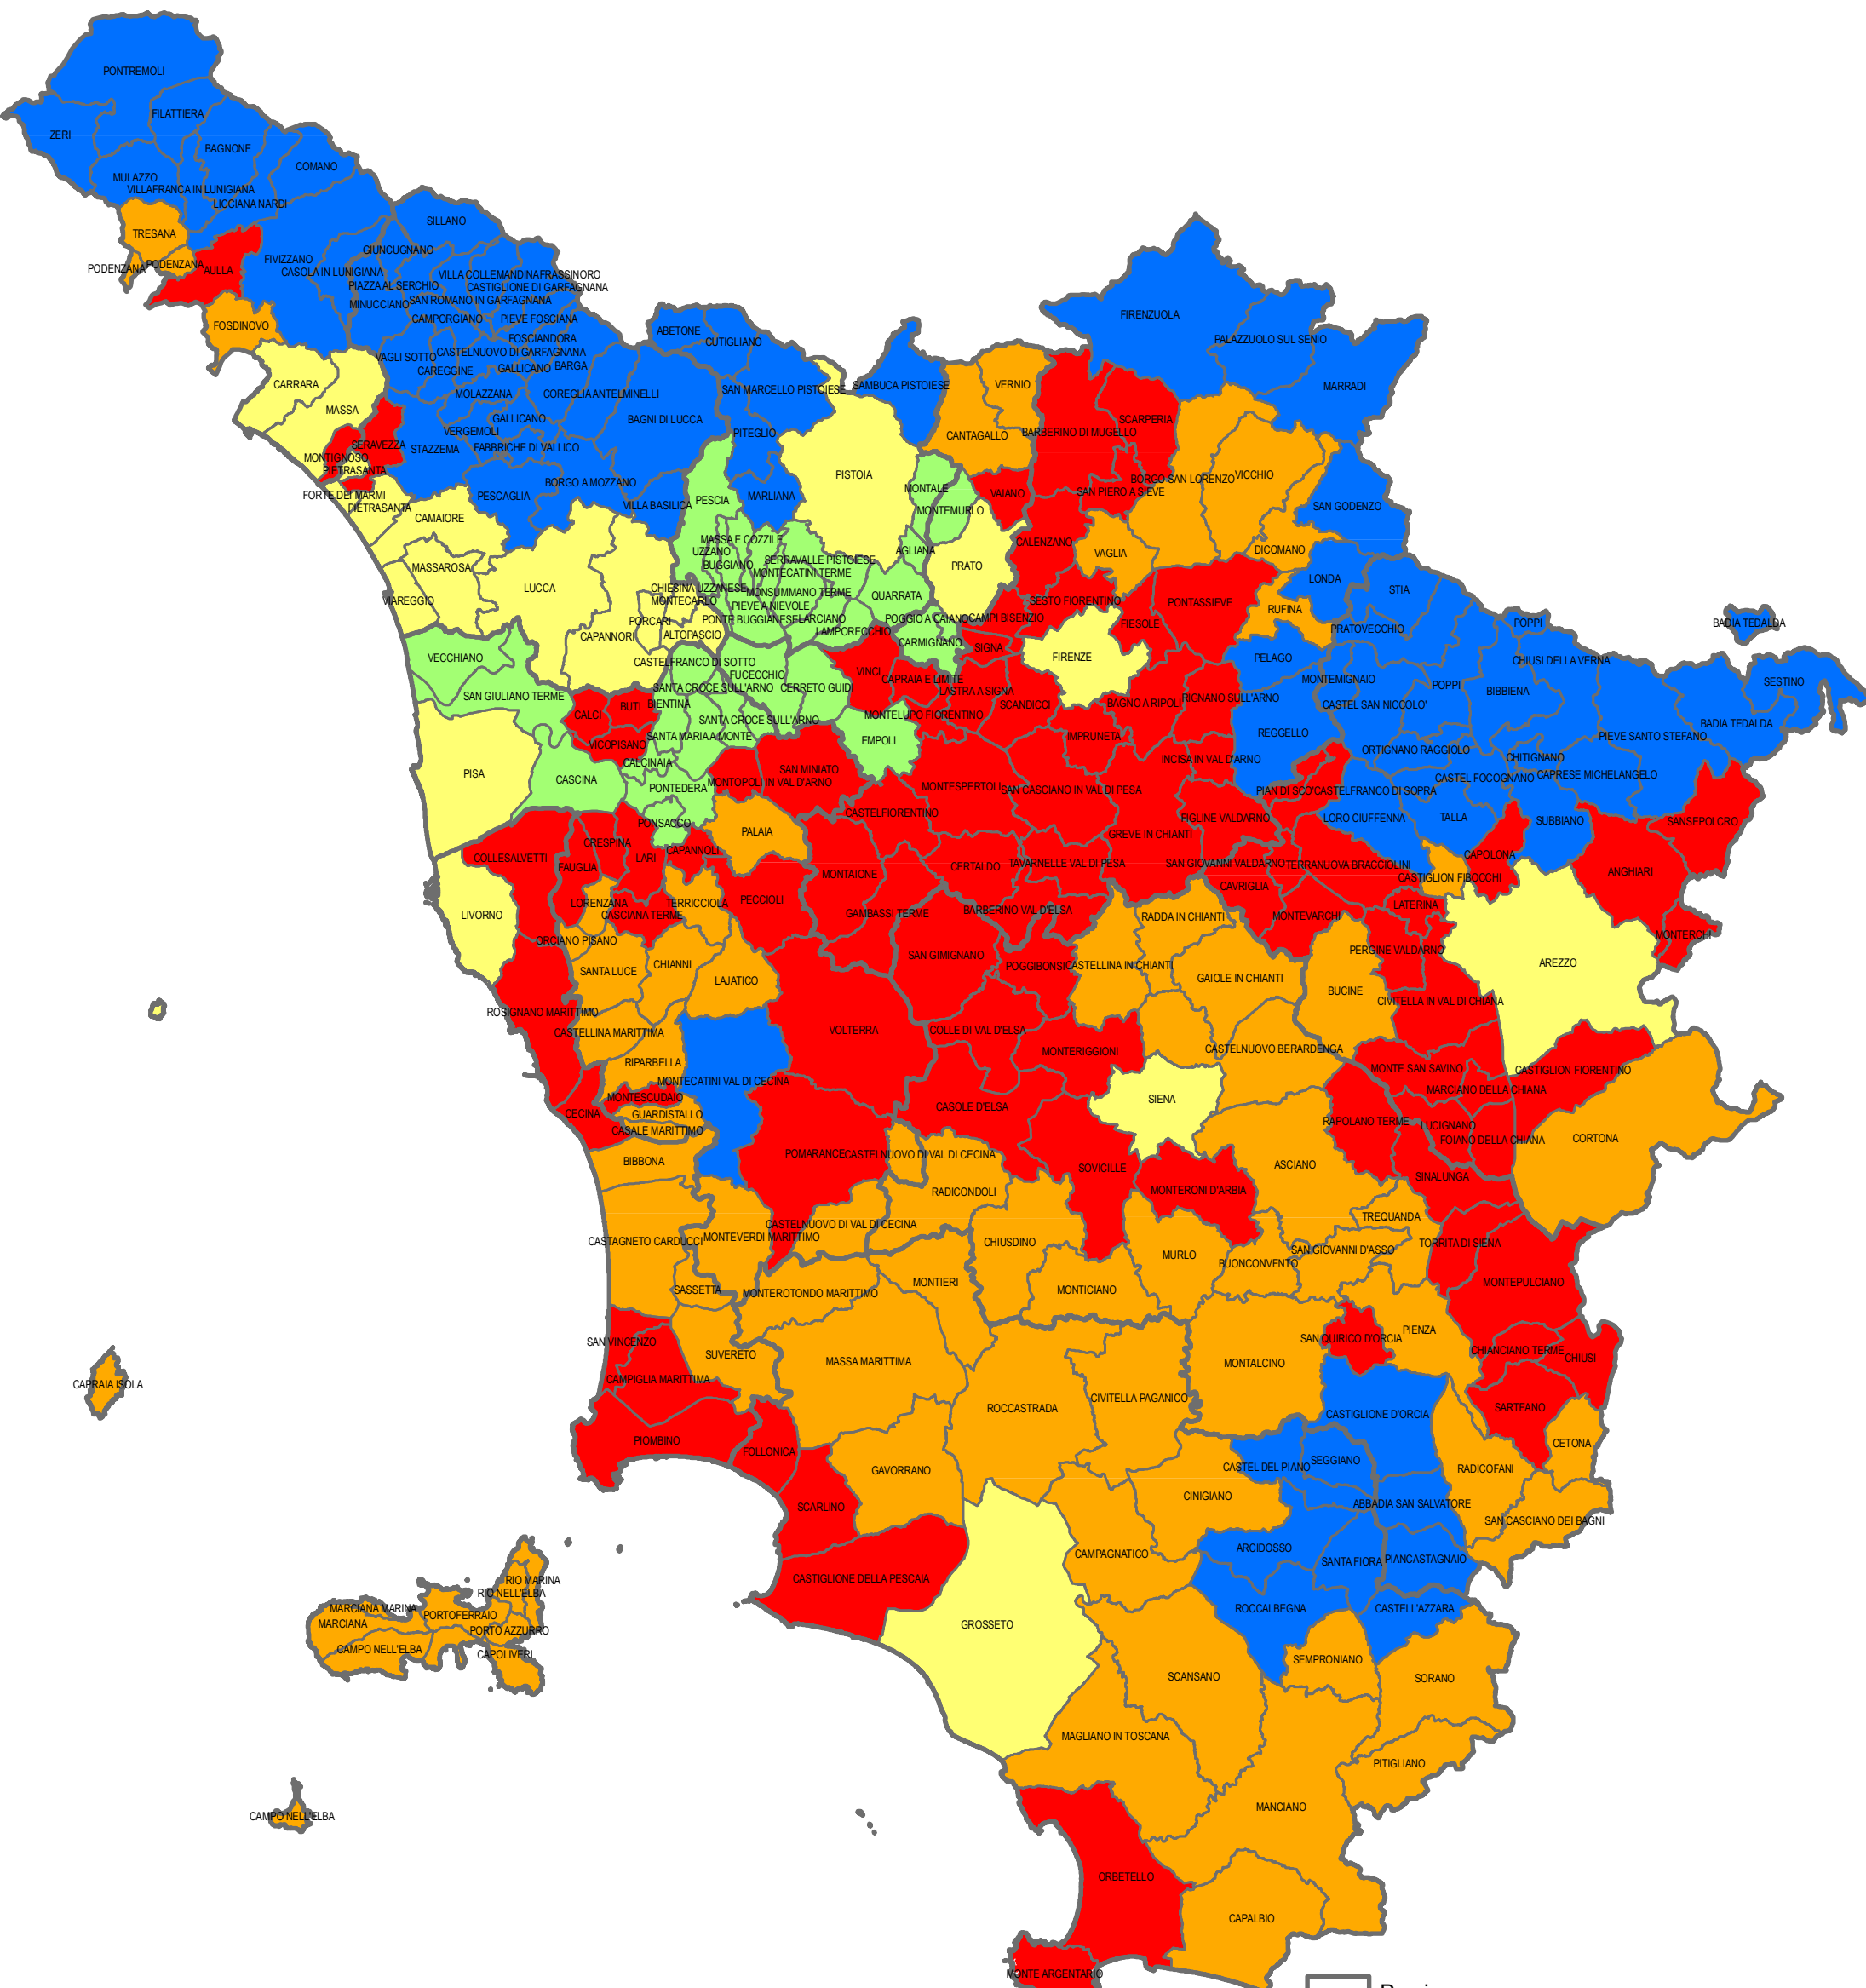 PONTREMOLI
FILATTIERA
ZERI
BAGNONE
COMANO
MULAZZO
VILLAFRANCA IN LUNIGIANA
LICCIANA NARDI
TRESANA
SILLANO
GIUNCUGNANO
FIVIZZANO
PODENZANA
PODENZANA
AULLA
CASOLA IN LUNIGIANA
VILLA COLLEMANDINA
FRASSINORO
PIAZZA AL SERCHIO
CASTIGLIONE DI GARFAGNANA
MINUCCIANO
SAN ROMANO IN GARFAGNANA
FOSDINOVO
CAMPORGIANO
PIEVE FOSCIANA
FOSCIANDORA
VAGLI SOTTO
CASTELNUOVO DI GARFAGNANA
CAREGGINE
GALLICANO
BARGA
ABETONE
CUTIGLIANO
CARRARA
MASSA
MOLAZZANA
COREGLIA ANTELMINELLI
SAN MARCELLO PISTOIESE
SAMBUCA PISTOIESE
GALLICANO
BAGNI DI LUCCA
VERGEMOLI
PITEGLIO
SERAVEZZA
STAZZEMA
FABBRICHE DI VALLICO
MONTIGNOSO
PIETRASANTA
FORTE DEI MARMI
PIETRASANTA
PESCAGLIA
BORGO A MOZZANO
VILLA BASILICA
PESCIA
MARLIANA
PISTOIA
CAMAIORE
FIRENZUOLA
PALAZZUOLO SUL SENIO
MARRADI
VERNIO
CANTAGALLO
SCARPERIA
BARBERINO DI MUGELLO
BORGO SAN LORENZO
VICCHIO
MONTALE
VAIANO
SAN PIERO A SIEVE
MONTEMURLO
SAN GODENZO
MASSA E COZZILE
UZZANO
BUGGIANO
SERRAVALLE PISTOIESE
MONTECATINI TERME
AGLIANA
PRATO
CALENZANO
VAGLIA
DICOMANO
MASSAROSA
LUCCA
CHIESINA UZZANESE
MONTECARLO
MONSUMMANO TERME
PIEVE A NIEVOLE
QUARRATA
LONDA
STIA
VIAREGGIO
PORCARI
PONTE BUGGIANESE
LARCIANO
LAMPORECCHIO
POGGIO A CAIANO
CAMPI BISENZIO
SESTO FIORENTINO
PONTASSIEVE
FIESOLE
RUFINA
PRATOVECCHIO
POPPI
BADIA TEDALDA
CAPANNORI
ALTOPASCIO
CARMIGNANO
SIGNA
FIRENZE
PELAGO
CHIUSI DELLA VERNA
VECCHIANO
CASTELFRANCO DI SOTTO
FUCECCHIO
VINCI
CAPRAIA E LIMITE
MONTEMIGNAIO
POPPI
BIBBIENA
SESTINO
SAN GIULIANO TERME
SANTA CROCE SULL'ARNO
CERRETO GUIDI
LASTRA A SIGNA
SCANDICCI
BAGNO A RIPOLI
RIGNANO SULL'ARNO
CASTEL SAN NICCOLO'
CALCI
BUTI
BIENTINA
SANTA CROCE SULL'ARNO
MONTELUPO FIORENTINO
BADIA TEDALDA
VICOPISANO
SANTA MARIA A MONTE
EMPOLI
IMPRUNETA
REGGELLO
PIEVE SANTO STEFANO
CALCINAIA
INCISA IN VAL D'ARNO
ORTIGNANO RAGGIOLO
CHITIGNANO
PISA
CASCINA
PONTEDERA
MONTOPOLI IN VAL D'ARNO
SAN MINIATO
MONTESPERTOLI
SAN CASCIANO IN VAL DI PESA
PIAN DI SCO'
CASTELFRANCO DI SOPRA
CASTEL FOCOGNANO
CAPRESE MICHELANGELO
PONSACCO
PALAIA
CASTELFIORENTINO
GREVE IN CHIANTI
FIGLINE VALDARNO
LORO CIUFFENNA
TALLA
SUBBIANO
SANSEPOLCRO
COLLESALVETTI
CRESPINA
LARI
CAPANNOLI
FAUGLIA
MONTAIONE
CERTALDO
TAVARNELLE VAL DI PESA
SAN GIOVANNI VALDARNO
TERRANUOVA BRACCIOLINI
CAPOLONA
CASTIGLION FIBOCCHI
ANGHIARI
CAVRIGLIA
LIVORNO
LORENZANA
CASCIANA TERME
TERRICCIOLA
PECCIOLI
GAMBASSI TERME
BARBERINO VAL D'ELSA
RADDA IN CHIANTI
MONTEVARCHI
LATERINA
ORCIANO PISANO
SANTA LUCE
CHIANNI
LAJATICO
SAN GIMIGNANO
POGGIBONSI
CASTELLINA IN CHIANTI
GAIOLE IN CHIANTI
BUCINE
PERGINE VALDARNO
MONTERCHI
AREZZO
ROSIGNANO MARITTIMO
CIVITELLA IN VAL DI CHIANA
CASTELLINA MARITTIMA
VOLTERRA
COLLE DI VAL D'ELSA
MONTERIGGIONI
CASTELNUOVO BERARDENGA
RIPARBELLA
MONTECATINI VAL DI CECINA
MONTE SAN SAVINO
CASTIGLION FIORENTINO
MARCIANO DELLA CHIANA
MONTESCUDAIO
CECINA
GUARDISTALLO
CASALE MARITTIMO
CASOLE D'ELSA
SIENA
RAPOLANO TERME
LUCIGNANO
FOIANO DELLA CHIANA
CORTONA
BIBBONA
POMARANCE
CASTELNUOVO DI VAL DI CECINA
SOVICILLE
ASCIANO
SINALUNGA
RADICONDOLI
MONTERONI D'ARBIA
CASTELNUOVO DI VAL DI CECINA
TREQUANDA
CASTAGNETO CARDUCCI
MONTEVERDI MARITTIMO
CHIUSDINO
MURLO
BUONCONVENTO
SAN GIOVANNI D'ASSO
TORRITA DI SIENA
SASSETTA
MONTEROTONDO MARITTIMO
MONTIERI
MONTICIANO
MONTEPULCIANO
SAN VINCENZO
SUVERETO
MASSA MARITTIMA
MONTALCINO
SAN QUIRICO D'ORCIA
PIENZA
CHIANCIANO TERME
CHIUSI
CAPRAIA ISOLA
CAMPIGLIA MARITTIMA
ROCCASTRADA
CIVITELLA PAGANICO
CASTIGLIONE D'ORCIA
SARTEANO
PIOMBINO
FOLLONICA
GAVORRANO
CASTEL DEL PIANO
SEGGIANO
RADICOFANI
CETONA
SCARLINO
CINIGIANO
ABBADIA SAN SALVATORE
SAN CASCIANO DEI BAGNI
CAMPAGNATICO
ARCIDOSSO
SANTA FIORA
PIANCASTAGNAIO
CASTIGLIONE DELLA PESCAIA
RIO MARINA
RIO NELL'ELBA
MARCIANA MARINA
MARCIANA
PORTOFERRAIO
PORTO AZZURRO
CAMPO NELL'ELBA
CAPOLIVERI
GROSSETO
ROCCALBEGNA
CASTELL'AZZARA
SEMPRONIANO
SCANSANO
SORANO
MAGLIANO IN TOSCANA
PITIGLIANO
MANCIANO
CAMPO NELL'ELBA
ORBETELLO
CAPALBIO
MONTE ARGENTARIO